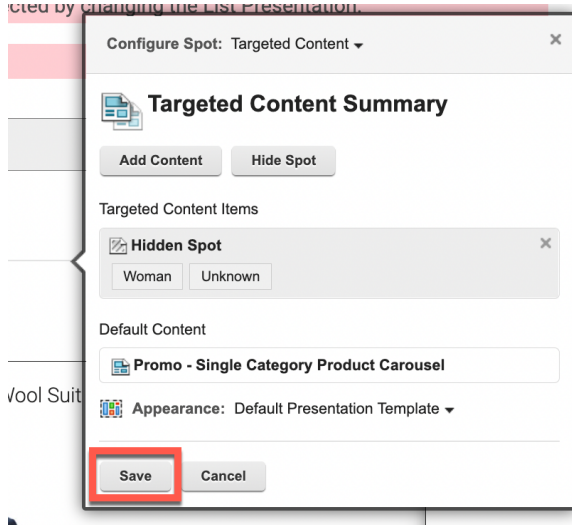 cted by changing the List Presentation.
Configure Spot: Targeted Content
Targeted Content Summary
Add Content Hide Spot
Targeted Content Items
Hidden Spot
Woman Unknown
Default Content
Promo - Single Category Product Carousel
Wool Suit
Appearance: Default Presentation Template
Save Cancel